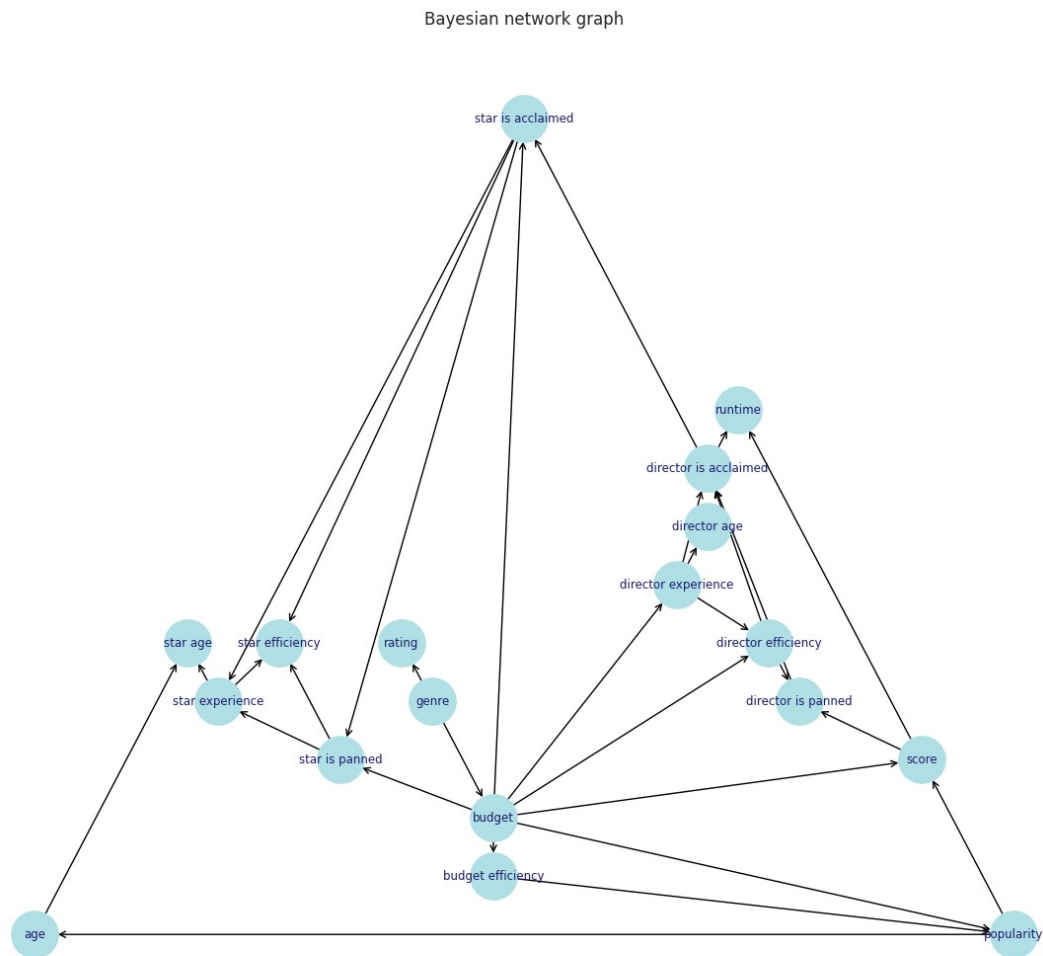 Bayesian network graph
star is acclaimed
runtime
director is acclaimed
director age
director experience
star age
star efficiency
rating
director efficiency
star experience
genre
director is panned
star is panned
score
budget
budget efficiency
age
popularity